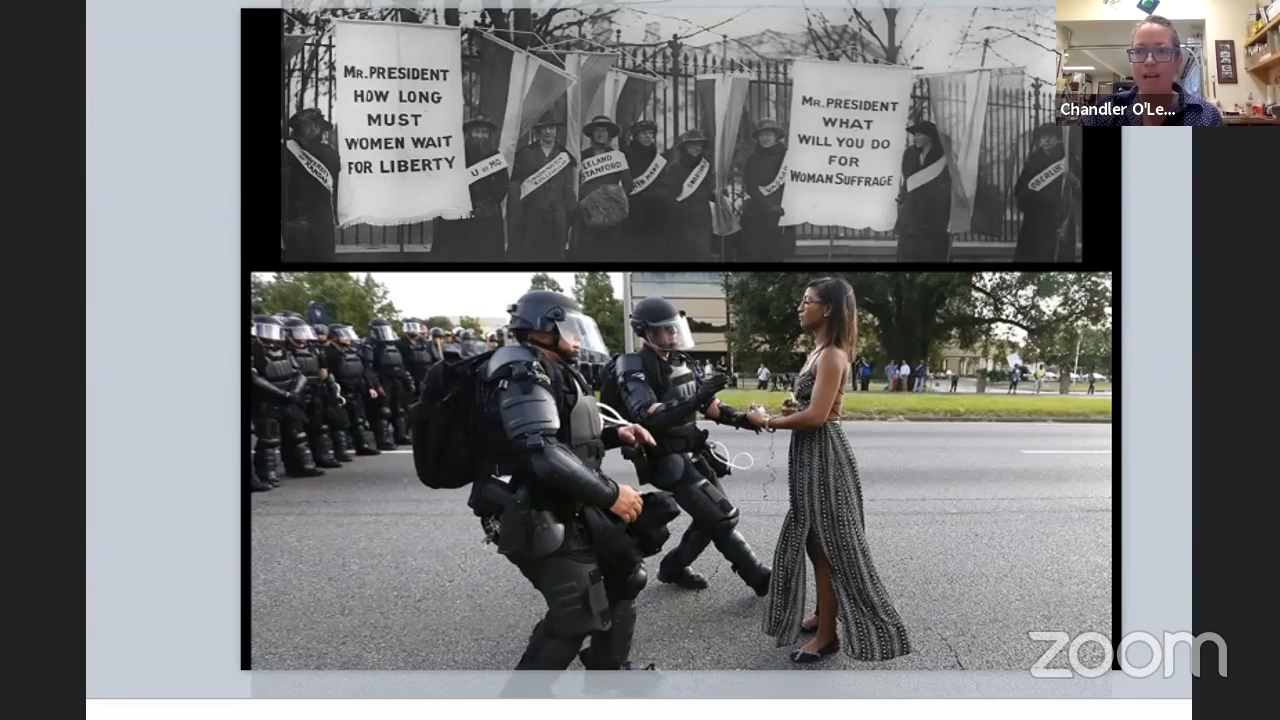 MR. PRESIDENT
HOW LONG
MUST
WOMEN WAIT
FOR LIBERTY
U OF MO
LELAND
STANFORD
MR. PRESIDENT
WHAT
WILL YOU DO
FOR
WOMAN SUFFRAGE
OBERLIN
Chandler O'Le...
zoom